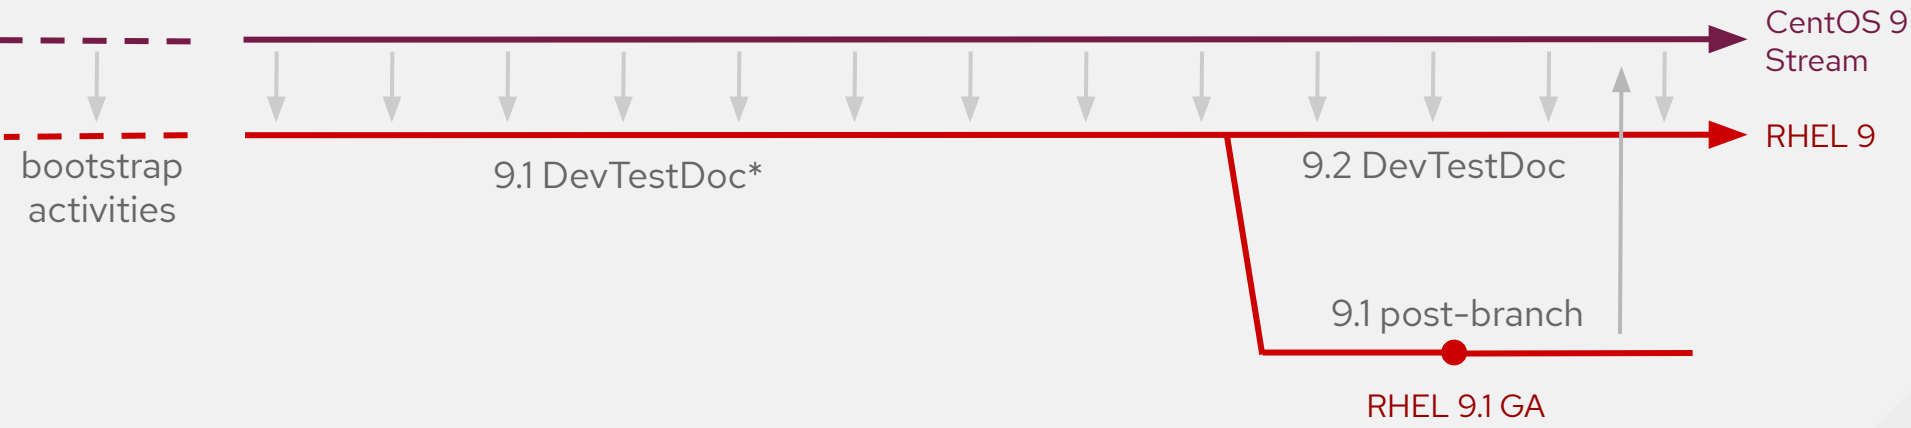 CentOS 9
Stream
RHEL 9
bootstrap
activities
9.1 DevTestDoc*
9.2 DevTestDoc
9.1 post-branch
RHEL 9.1 GA